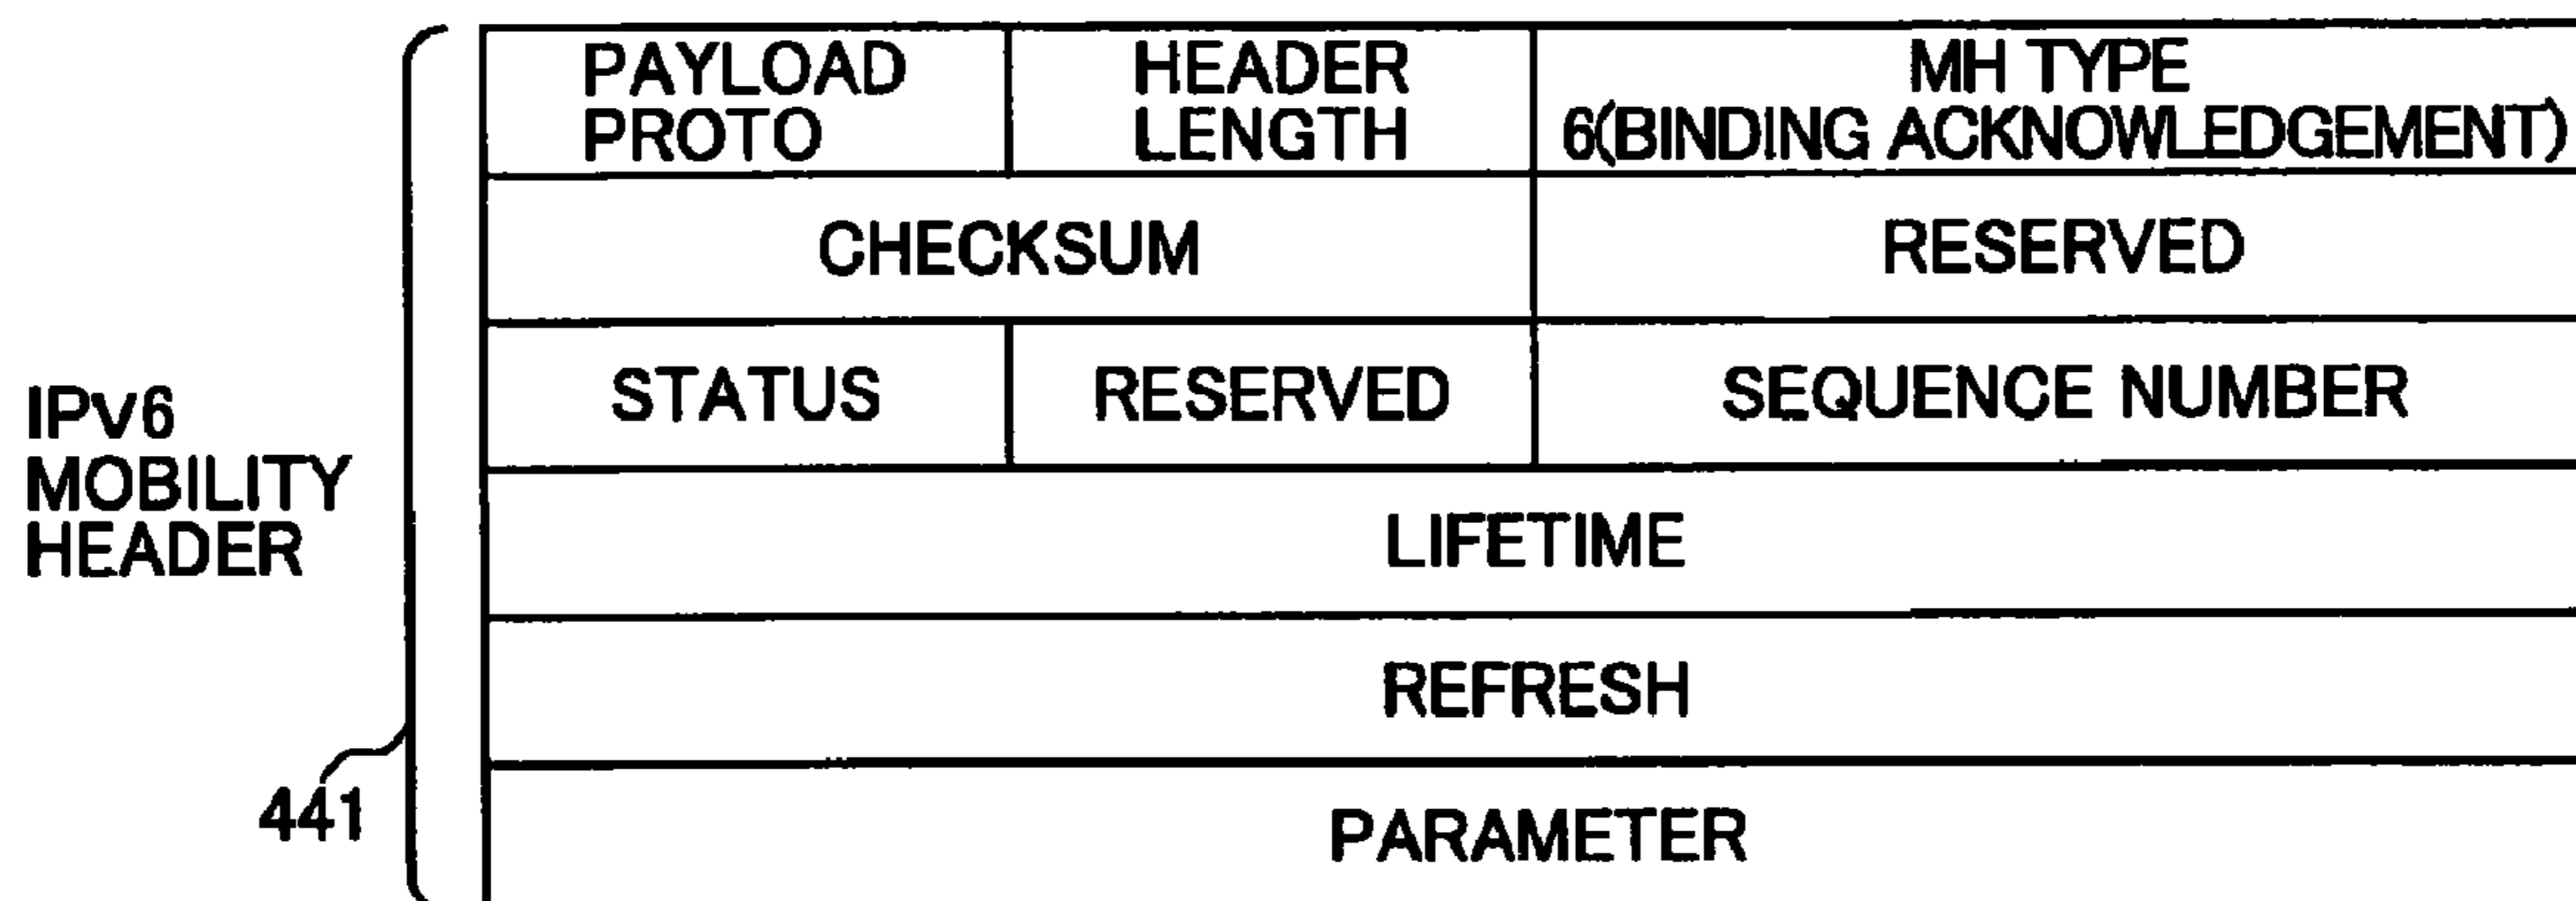 PAYLOAD
PROTO
HEADER
LENGTH
MH TYPE
6(BINDING ACKNOWLEDGEMENT)
CHECKSUM
RESERVED
STATUS
RESERVED
SEQUENCE NUMBER
IPv6
MOBILITY
HEADER
LIFETIME
REFRESH
441
PARAMETER